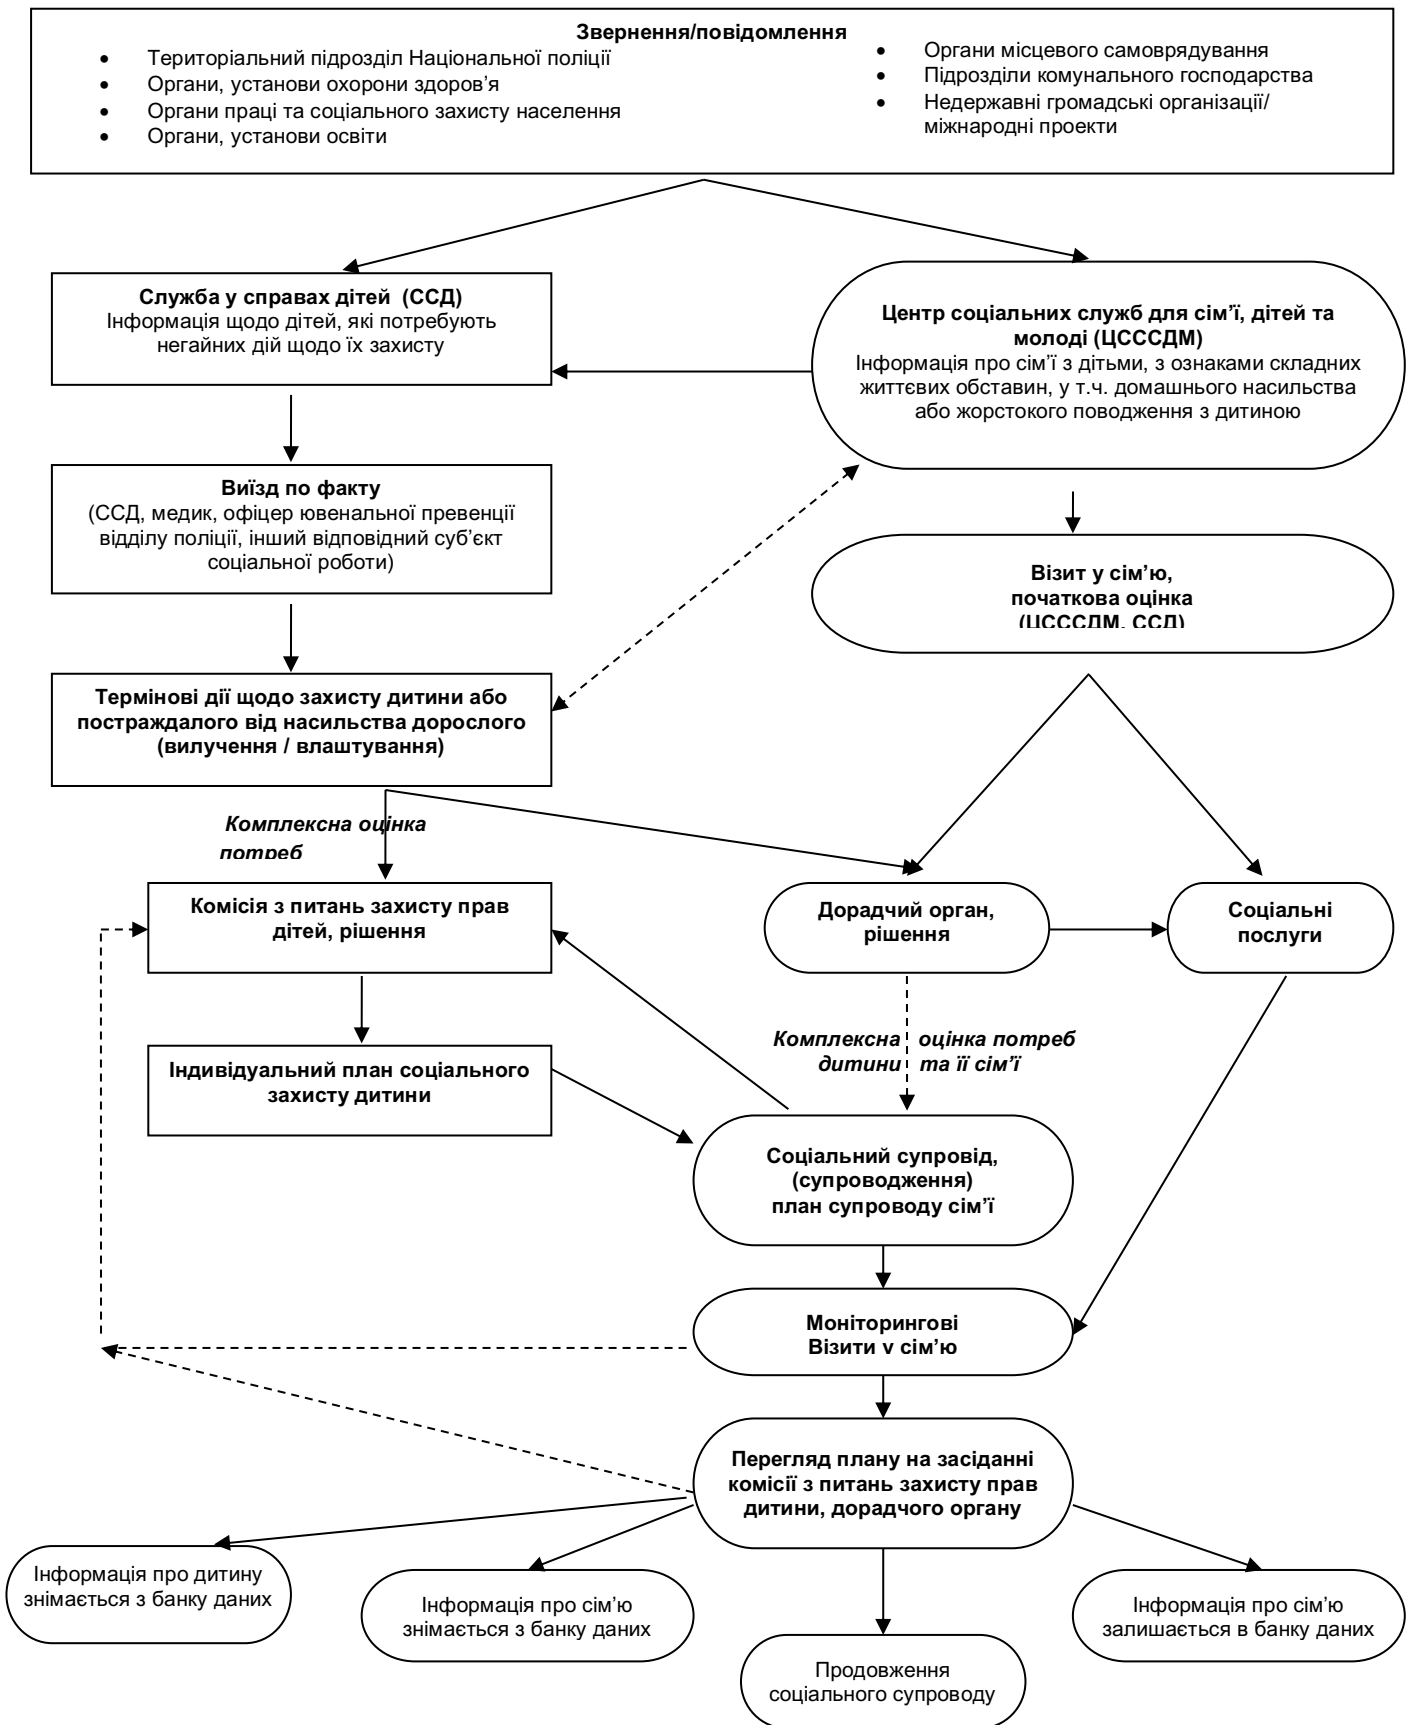 Звернення/повідомлення
• Територіальний підрозділ Національної поліції
• Органи, установи охорони здоров’я
• Органи праці та соціального захисту населення
• Органи, установи освіти
• Органи місцевого самоврядування
• Підрозділи комунального господарства
• Недержавні громадські організації/
міжнародні проекти
Служба у справах дітей (ССД)
Інформація щодо дітей, які потребують
негайних дій щодо їх захисту
Центр соціальних служб для сім’ї, дітей та
молоді (ЦСССДМ)
Інформація про сім’ї з дітьми, з ознаками складних
життєвих обставин, у т.ч. домашнього насильства
або жорстокого поводження з дитиною
Виїзд по факту
(ССД, медик, офіцер ювенальної превенції
відділу поліції, інший відповідний суб’єкт
соціальної роботи)
Візит у сім’ю,
початкова оцінка
(ЦСССДМ, ССД)
Термінові дії щодо захисту дитини або
постраждалого від насильства дорослого
(вилучення / влаштування)
Комплексна оцінка
потреб
Комісія з питань захисту прав
дітей, рішення
Дорадчий орган,
рішення
Соціальні
послуги
Комплексна оцінка потреб
дитини та її сім’ї
Індивідуальний план соціального
захисту дитини
Соціальний супровід,
(супроводження)
план супроводу сім’ї
Моніторингові
Візити у сім’ю
Перегляд плану на засіданні
комісії з питань захисту прав
дитини, дорадчого органу
Інформація про дитину
знімається з банку даних
Інформація про сім’ю
знімається з банку даних
Продовження
соціального супроводу
Інформація про сім’ю
залишається в банку даних